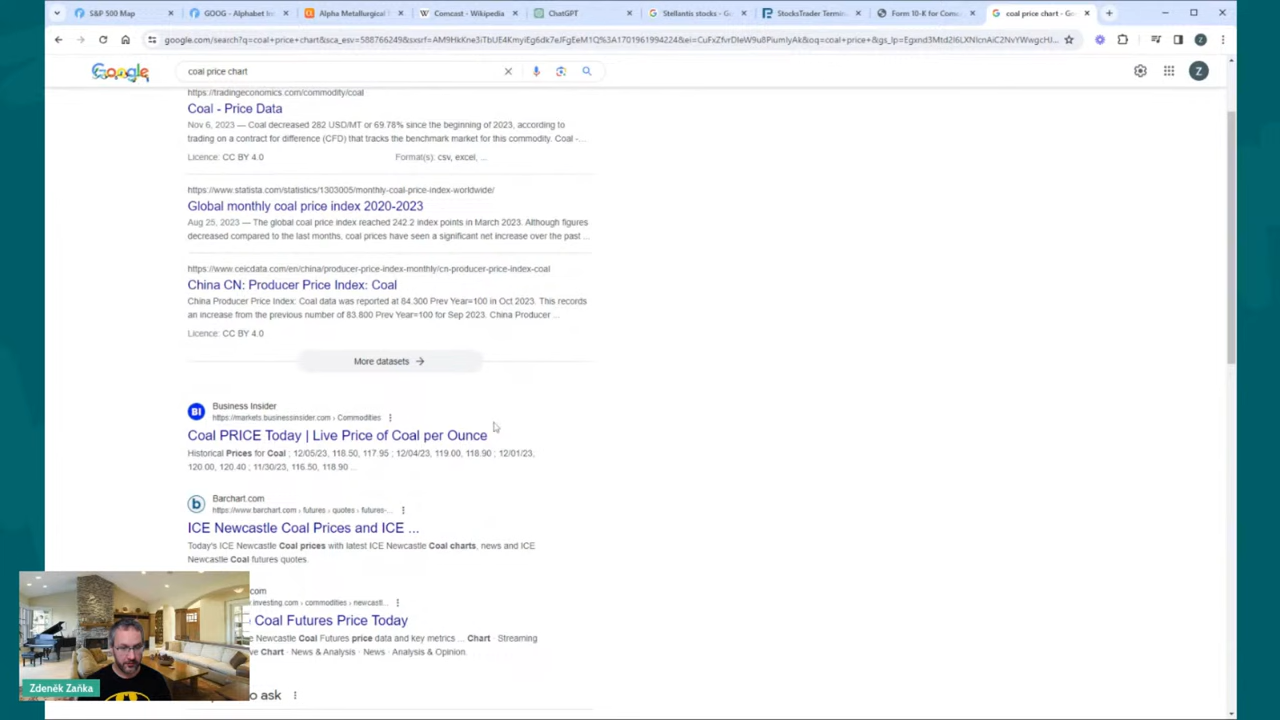 S&P 500 Map
GOOG - Alphabet In
Alpha Metallurgical
Comcast - Wikipedia
ChatGPT
Stellantis stocks - Go
StocksTrader Termin
Form 10-K for Coms
coal price chart - Go
Google
coal price chart
https://tradingeconomics.com/commodity/coal
Coal - Price Data
Nov 6, 2023 — Coal decreased 282 USD/MT or 69.78% since the beginning of 2023, according to
trading on a contract for difference (CFD) that tracks the benchmark market for this commodity. Coal -...
Licence: CC BY 4.0
Format(s): csv, excel, ...
https://www.statista.com/statistics/1303005/monthly-coal-price-index-worldwide/
Global monthly coal price index 2020-2023
Aug 25, 2023 — The global coal price index reached 242.2 index points in March 2023. Although figures
decreased compared to the last months, coal prices have seen a significant net increase over the past ...
https://www.ceicdata.com/en/china/producer-price-index-monthly/cn-producer-price-index-coal
China CN: Producer Price Index: Coal
China Producer Price Index: Coal data was reported at 84.300 Prev Year=100 in Oct 2023. This records
an increase from the previous number of 83.800 Prev Year=100 for Sep 2023. China Producer ...
Licence: CC BY 4.0
More datasets →
BI
Business Insider
https://markets.businessinsider.com › Commodities
Coal PRICE Today | Live Price of Coal per Ounce
Historical Prices for Coal ; 12/05/23, 118.50, 117.95 ; 12/04/23, 119.00, 118.90 ; 12/01/23,
120.00, 120.40 ; 11/30/23, 116.50, 118.90 ...
b
Barchart.com
https://www.barchart.com › futures › quotes › futures-...
ICE Newcastle Coal Prices and ICE ...
Today's ICE Newcastle Coal prices with latest ICE Newcastle Coal charts, news and ICE
Newcastle Coal futures quotes.
com
investing.com › commodities › newcastl...
Coal Futures Price Today
e Newcastle Coal Futures price data and key metrics ... Chart · Streaming
ve Chart · News & Analysis · News · Analysis & Opinion.
Zdeněk Zaňka
o ask